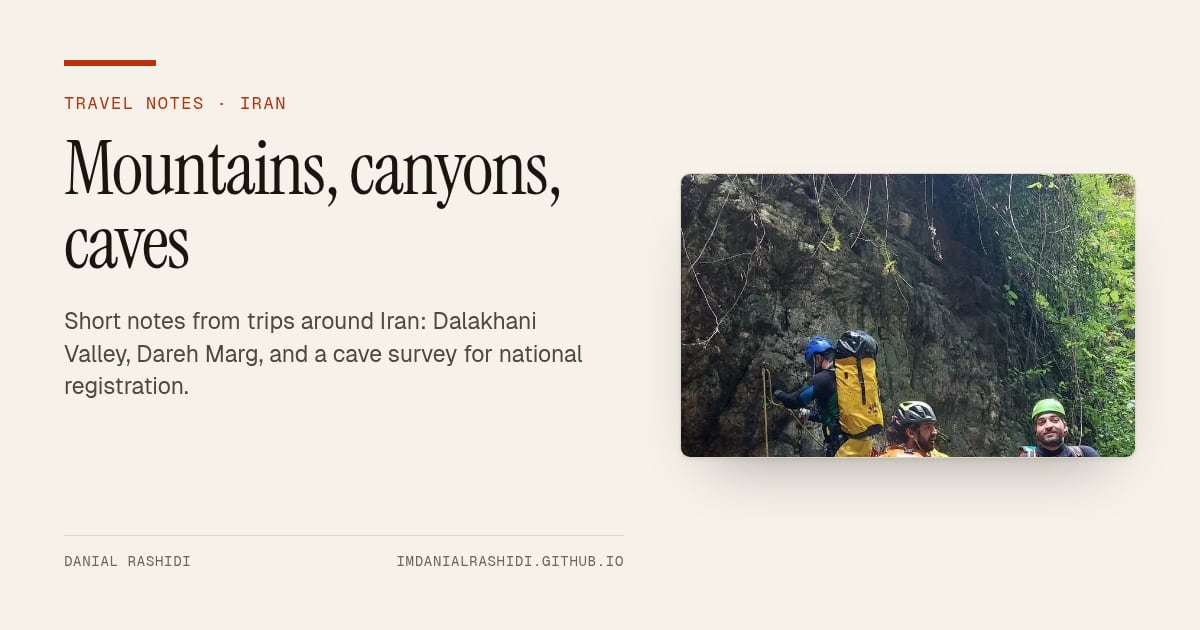 TRAVEL NOTES · IRAN
Mountains, canyons,
caves
Short notes from trips around Iran: Dalakhani
Valley, Dareh Marg, and a cave survey for national
registration.
DANIAL RASHIDI
IMDANIALRASHIDI.GITHUB.IO